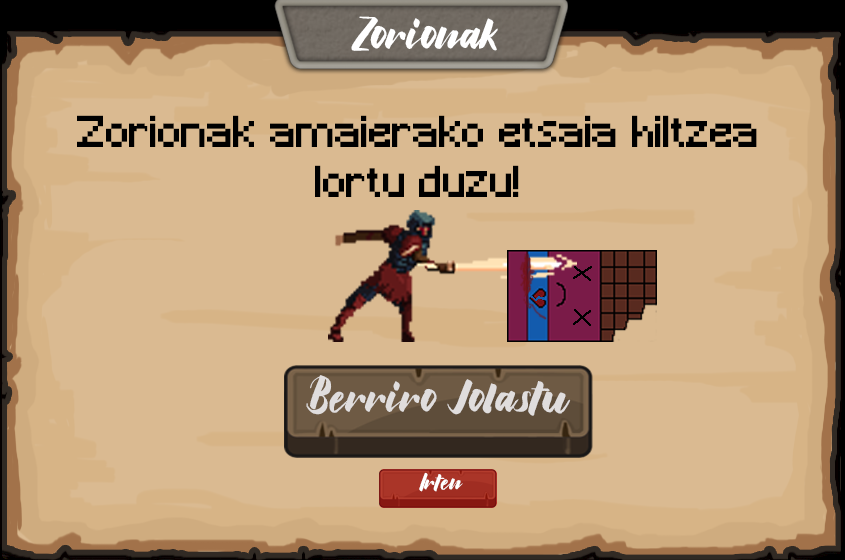 Zorionak
Zorionak amaierako etsaia hiltzea
lortu duzu!
Berriro Jolastu
Irten